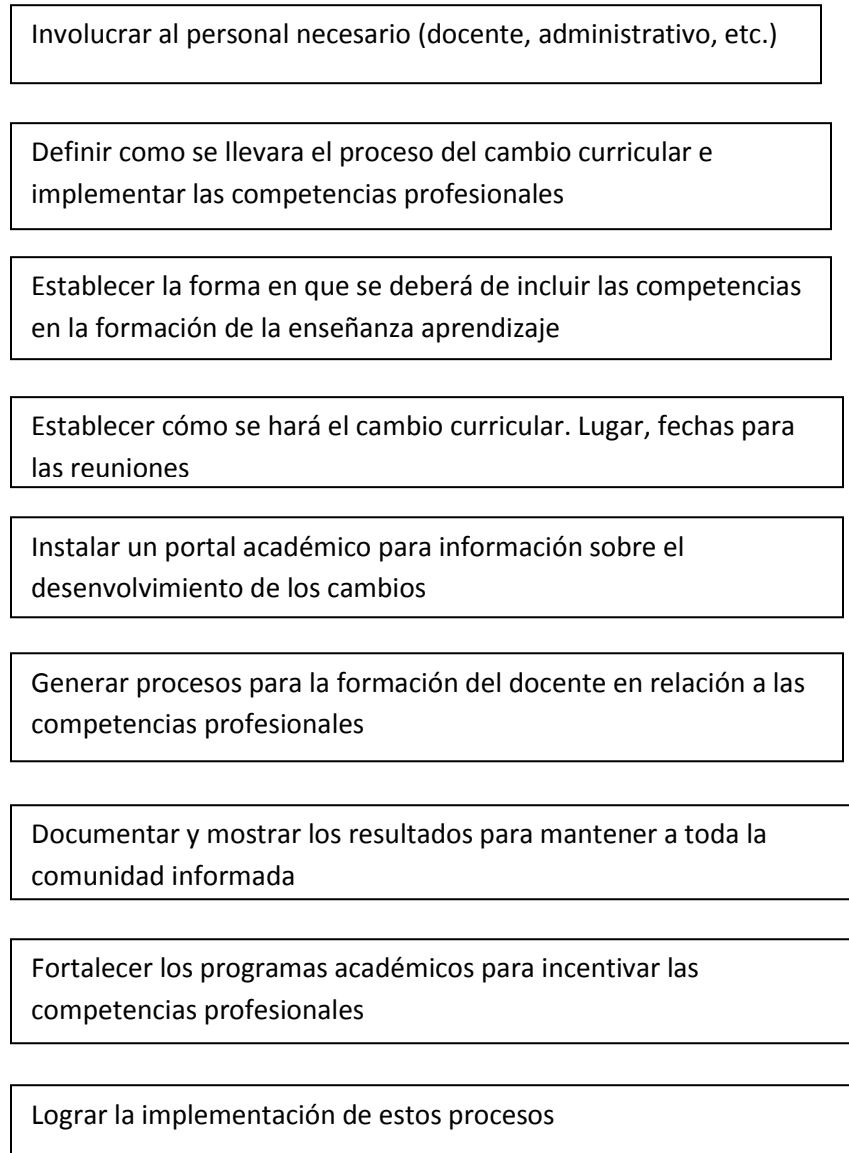 Involucrar al personal necesario (docente, administrativo, etc.)
Definir como se llevara el proceso del cambio curricular e
implementar las competencias profesionales
Establecer la forma en que se deberá de incluir las competencias
en la formación de la enseñanza aprendizaje
Establecer cómo se hará el cambio curricular. Lugar, fechas para
las reuniones
Instalar un portal académico para información sobre el
desenvolvimiento de los cambios
Generar procesos para la formación del docente en relación a las
competencias profesionales
Documentar y mostrar los resultados para mantener a toda la
comunidad informada
Fortalecer los programas académicos para incentivar las
competencias profesionales
Lograr la implementación de estos procesos